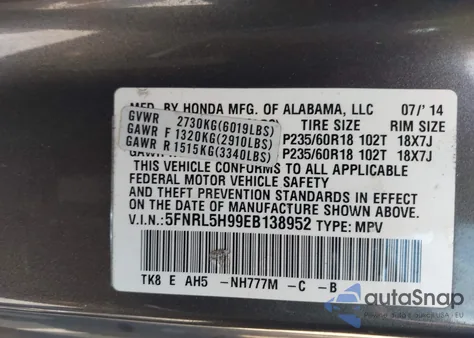 MFD. BY HONDA MFG. OF ALABAMA, LLC 07/'14
GVWR 2730KG(6019LBS) TIRE SIZE RIM SIZE
GAWR F 1320KG(2910LBS) P235/60R18 102T 18X7J
GAWR R 1515KG(3340LBS) P235/60R18 102T 18X7J
THIS VEHICLE CONFORMS TO ALL APPLICABLE
FEDERAL MOTOR VEHICLE SAFETY
AND THEFT PREVENTION STANDARDS IN EFFECT
ON THE DATE OF MANUFACTURE SHOWN ABOVE.
V.I.N.:5FNRL5H99EB138952 TYPE: MPV
TK8 E AH5 -NH777M -C -B
autaSnap